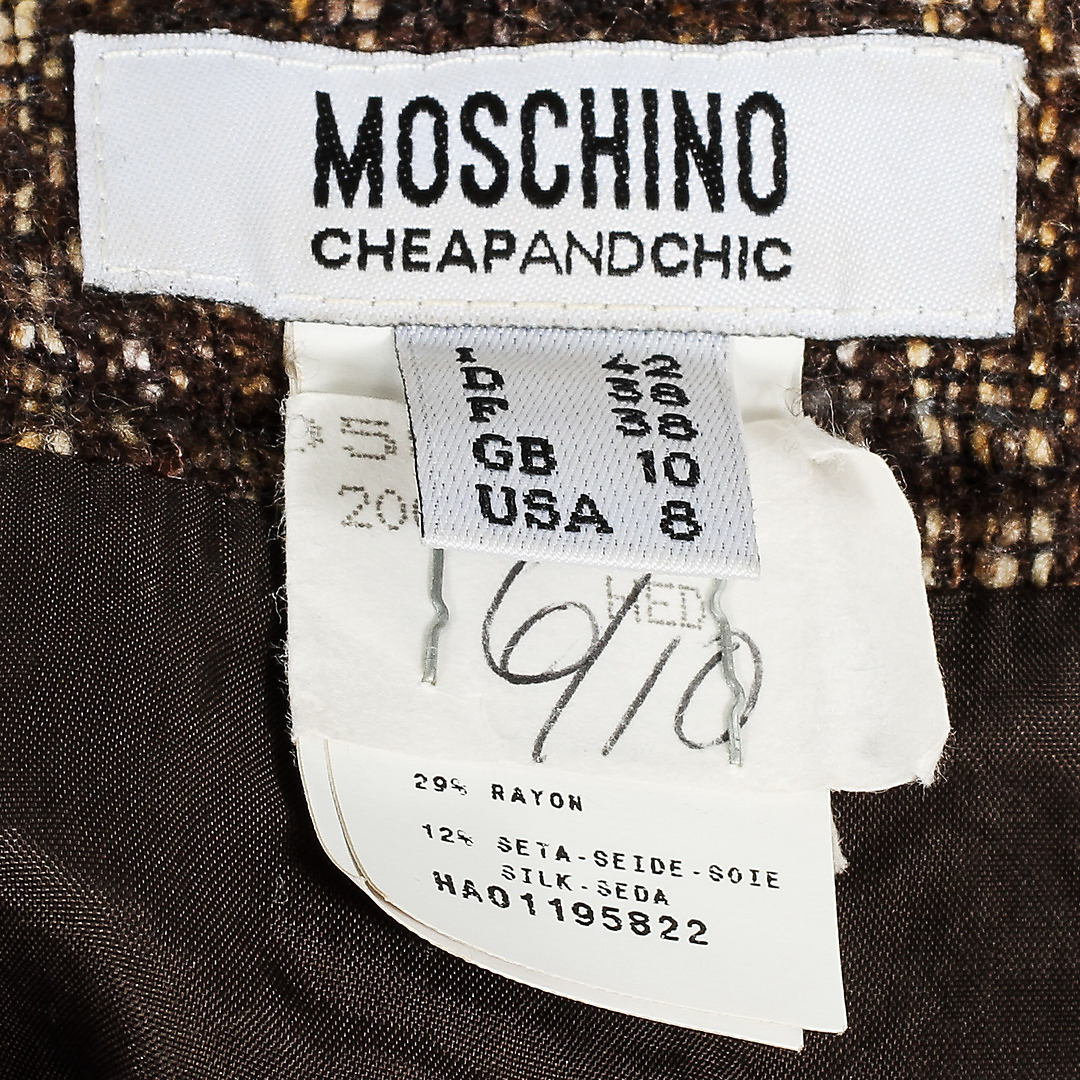 MOSCHINO
CHEAPANDCHIC
I 42
D 38
F 38
GB 10
USA 8
6/10
29% RAYON
12% SETA-SEIDE-SOIE
SILK-SEDA
HA01195822